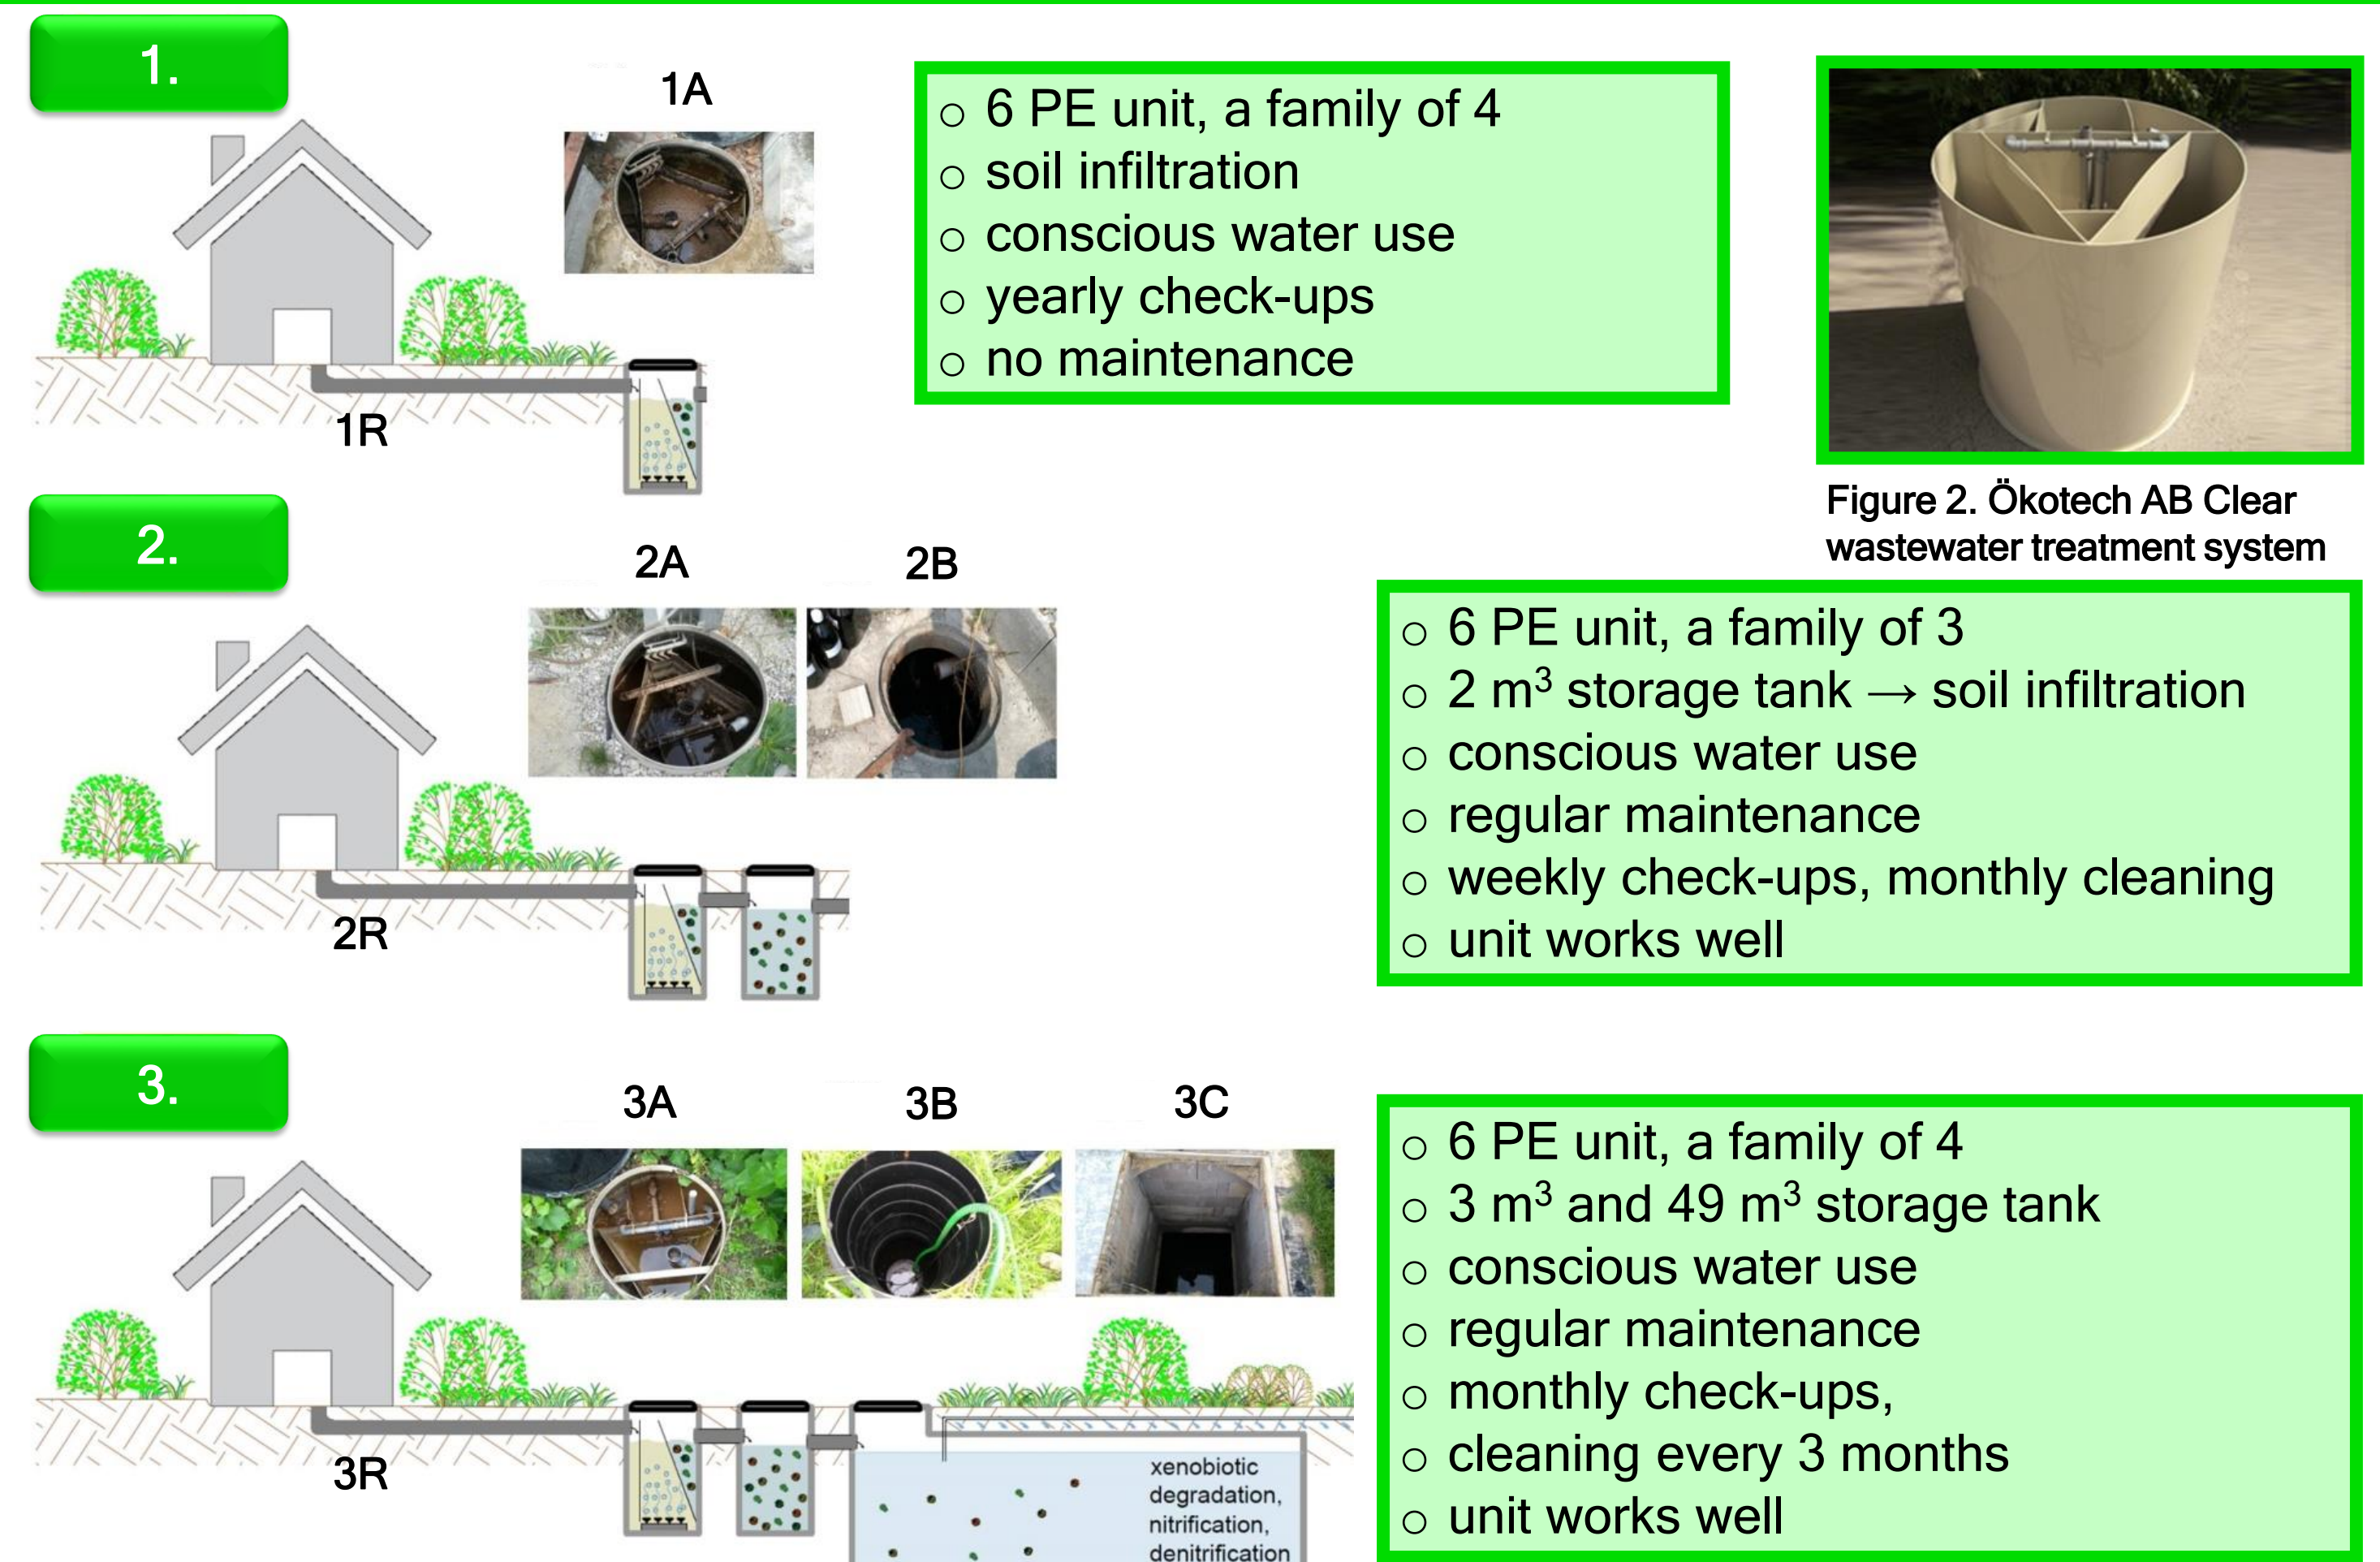 1.
1A
○ 6 PE unit, a family of 4
○ soil infiltration
○ conscious water use
○ yearly check-ups
○ no maintenance
1R
Figure 2. Ökotech AB Clear
wastewater treatment system
2.
2A
2B
○ 6 PE unit, a family of 3
○ 2 m³ storage tank → soil infiltration
○ conscious water use
○ regular maintenance
○ weekly check-ups, monthly cleaning
○ unit works well
2R
3.
3A
3B
3C
○ 6 PE unit, a family of 4
○ 3 m³ and 49 m³ storage tank
○ conscious water use
○ regular maintenance
○ monthly check-ups,
○ cleaning every 3 months
○ unit works well
3R
xenobiotic
degradation,
nitrification,
denitrification